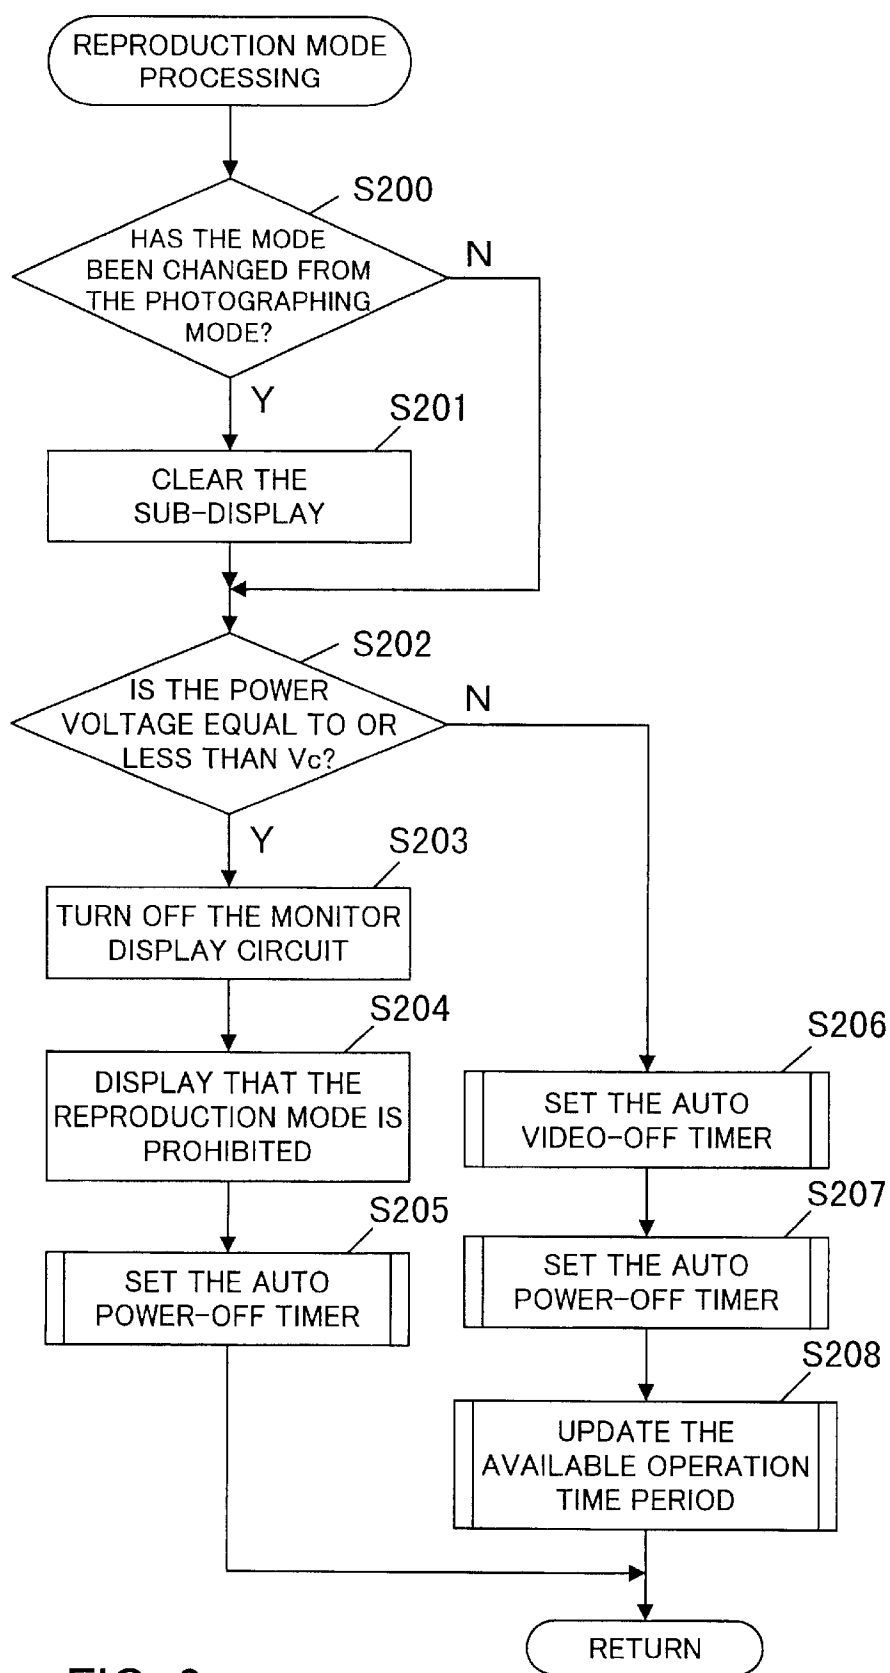 REPRODUCTION MODE
PROCESSING
S200
HAS THE MODE
BEEN CHANGED FROM
THE PHOTOGRAPHING
MODE?
N
Y
S201
CLEAR THE
SUB-DISPLAY
S202
IS THE POWER
VOLTAGE EQUAL TO OR
LESS THAN Vc?
N
Y
S203
TURN OFF THE MONITOR
DISPLAY CIRCUIT
S204
DISPLAY THAT THE
REPRODUCTION MODE IS
PROHIBITED
S205
SET THE AUTO
POWER-OFF TIMER
S206
SET THE AUTO
VIDEO-OFF TIMER
S207
SET THE AUTO
POWER-OFF TIMER
S208
UPDATE THE
AVAILABLE OPERATION
TIME PERIOD
RETURN